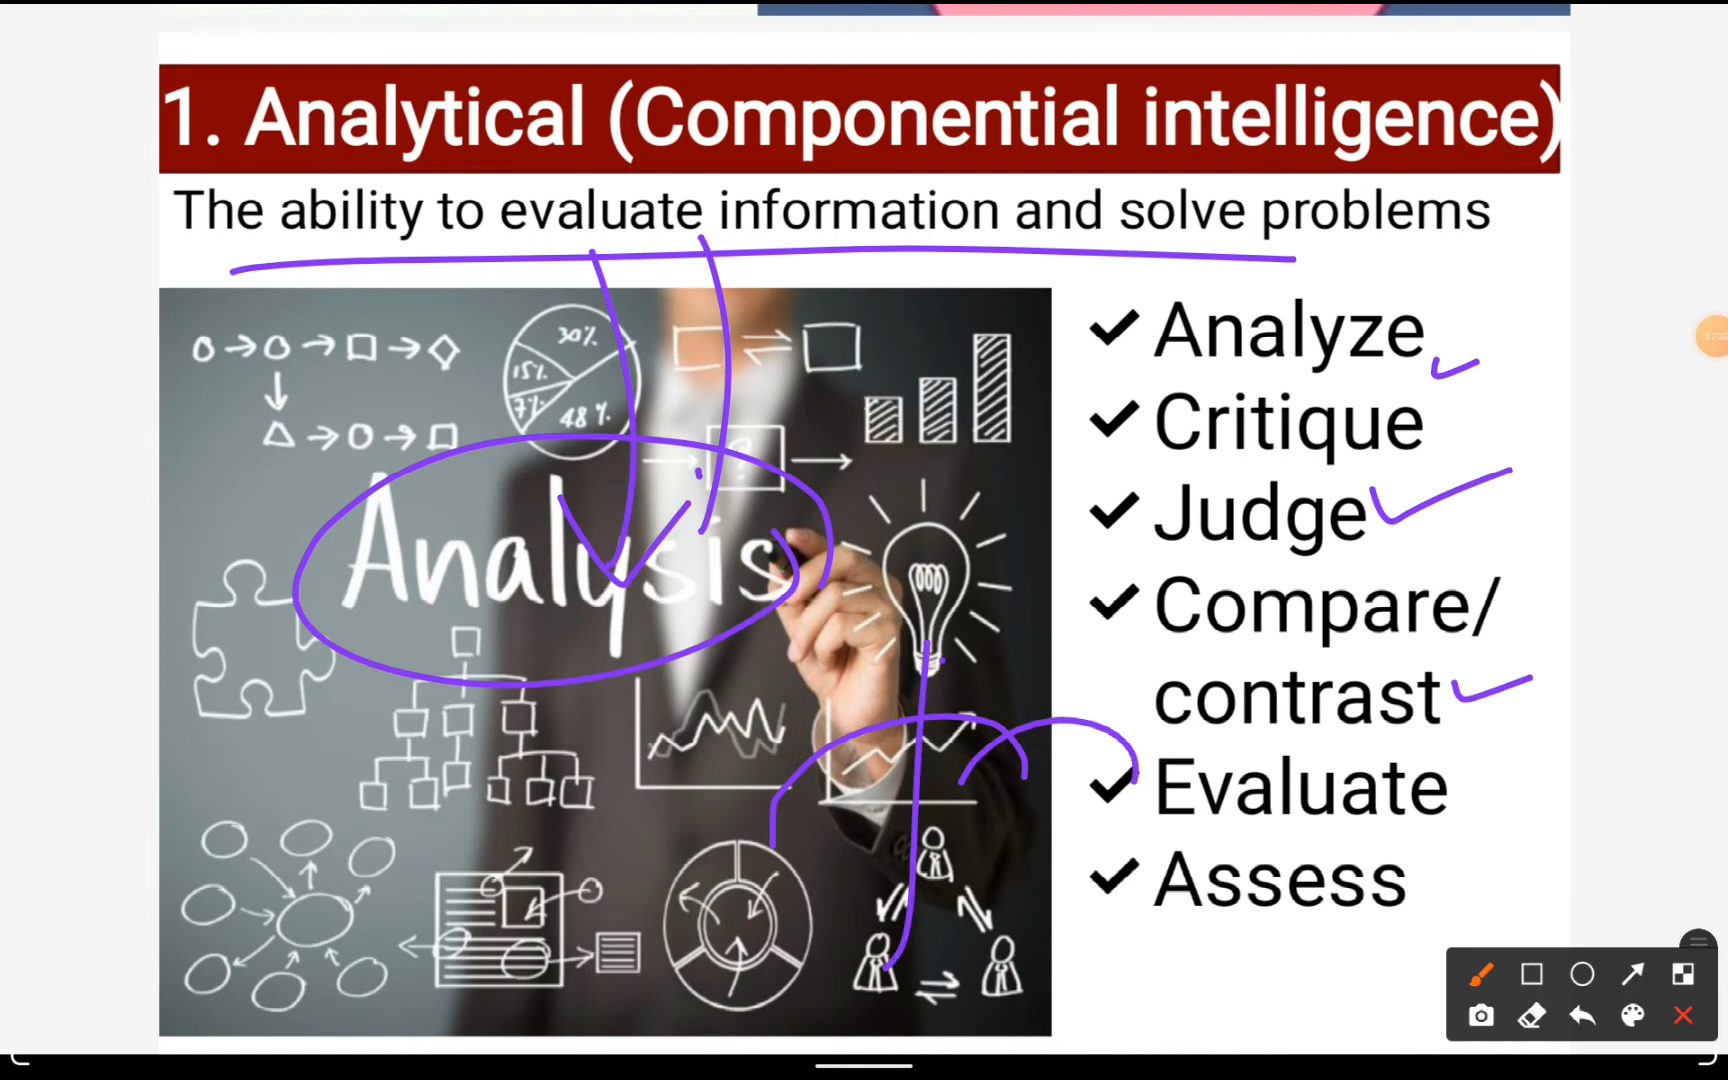 1. Analytical (Componential intelligence)
The ability to evaluate information and solve problems
30%
15%
7%
48%
?
Analysis
Analyze
Critique
Judge
Compare/
contrast
Evaluate
Assess